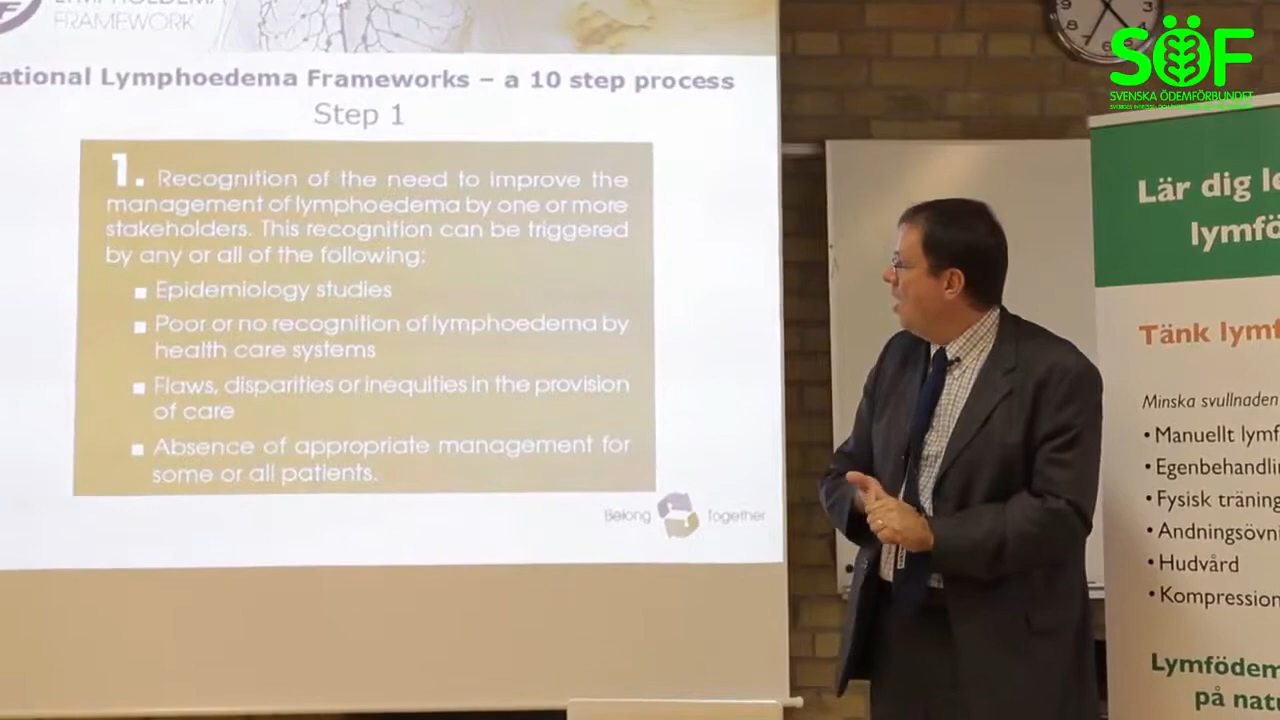 FRAMEWORK
ational Lymphoedema Frameworks – a 10 step process
Step 1
1. Recognition of the need to improve the
management of lymphoedema by one or more
stakeholders. This recognition can be triggered
by any or all of the following:
■ Epidemiology studies
■ Poor or no recognition of lymphoedema by
health care systems
■ Flaws, disparities or inequities in the provision
of care
■ Absence of appropriate management for
some or all patients.
Belong Together
SÖF
SVENSKA ÖDEMFÖRBUNDET
Lär dig le
lymfö
Tänk lymf
Minska svullnaden
• Manuellt lymf
• Egenbehandlin
• Fysisk träning
• Andningsövni
• Hudvård
• Kompression
Lymfödem
på natu